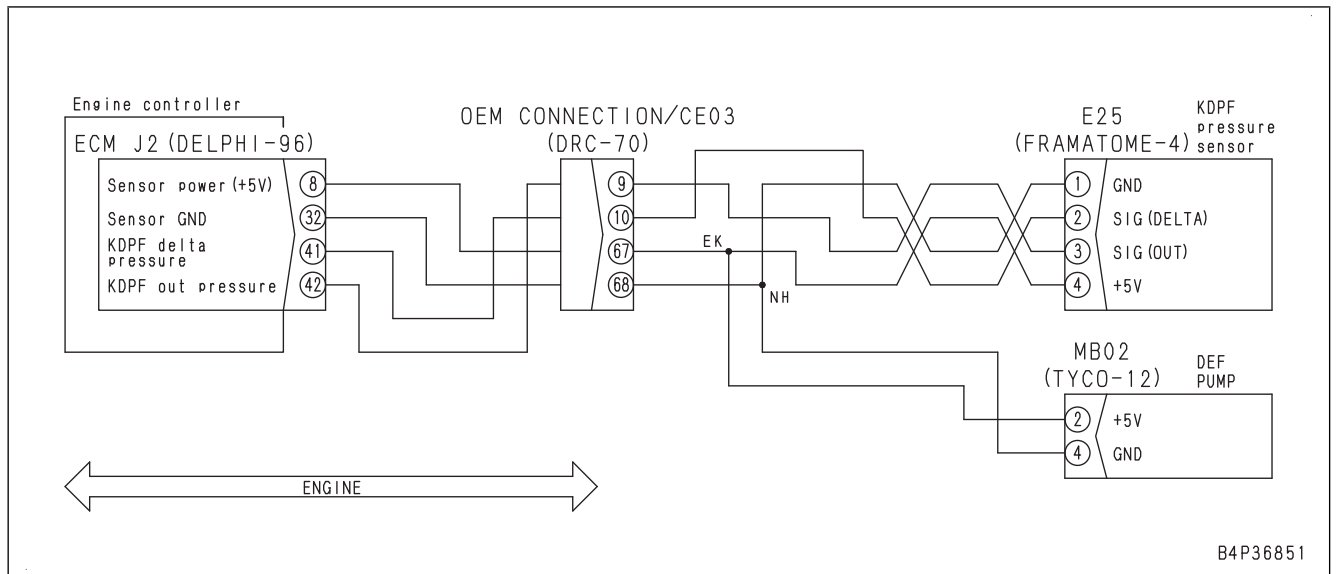 Engine controller
ECM J2(DELPHI-96)
Sensor power(+5V) 8
Sensor GND 32
KDPF delta
pressure 41
KDPF out pressure 42
OEM CONNECTION/CE03
(DRC-70)
9
10
67
68
EK
NH
E25
(FRAMATOME-4)
KDPF
pressure
sensor
1 GND
2 SIG(DELTA)
3 SIG(OUT)
4 +5V
MB02
(TYCO-12)
DEF
PUMP
2 +5V
4 GND
ENGINE
B4P36851